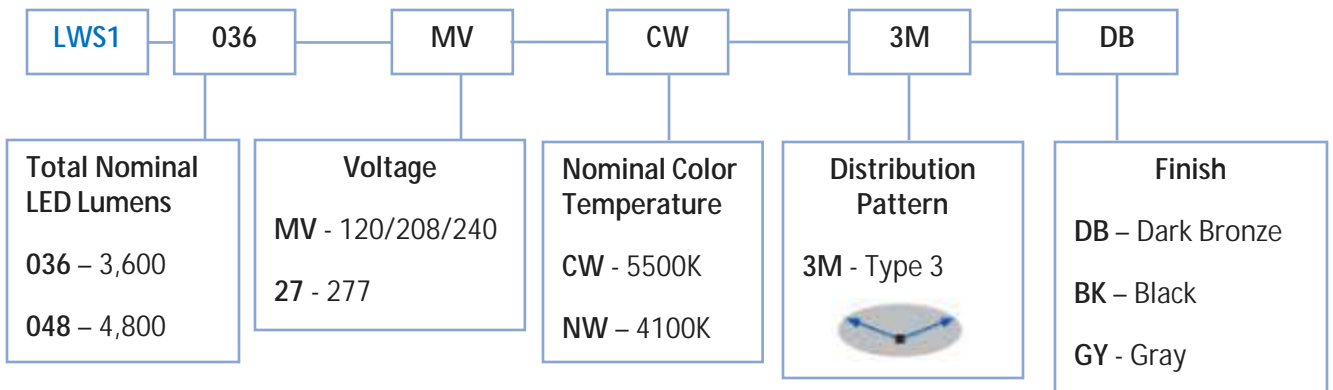 LWS1 036 MV CW 3M DB
Total Nominal
LED Lumens
036 – 3,600
048 – 4,800
Voltage
MV - 120/208/240
27 - 277
Nominal Color
Temperature
CW - 5500K
NW – 4100K
Distribution
Pattern
3M - Type 3
Finish
DB – Dark Bronze
BK – Black
GY - Gray